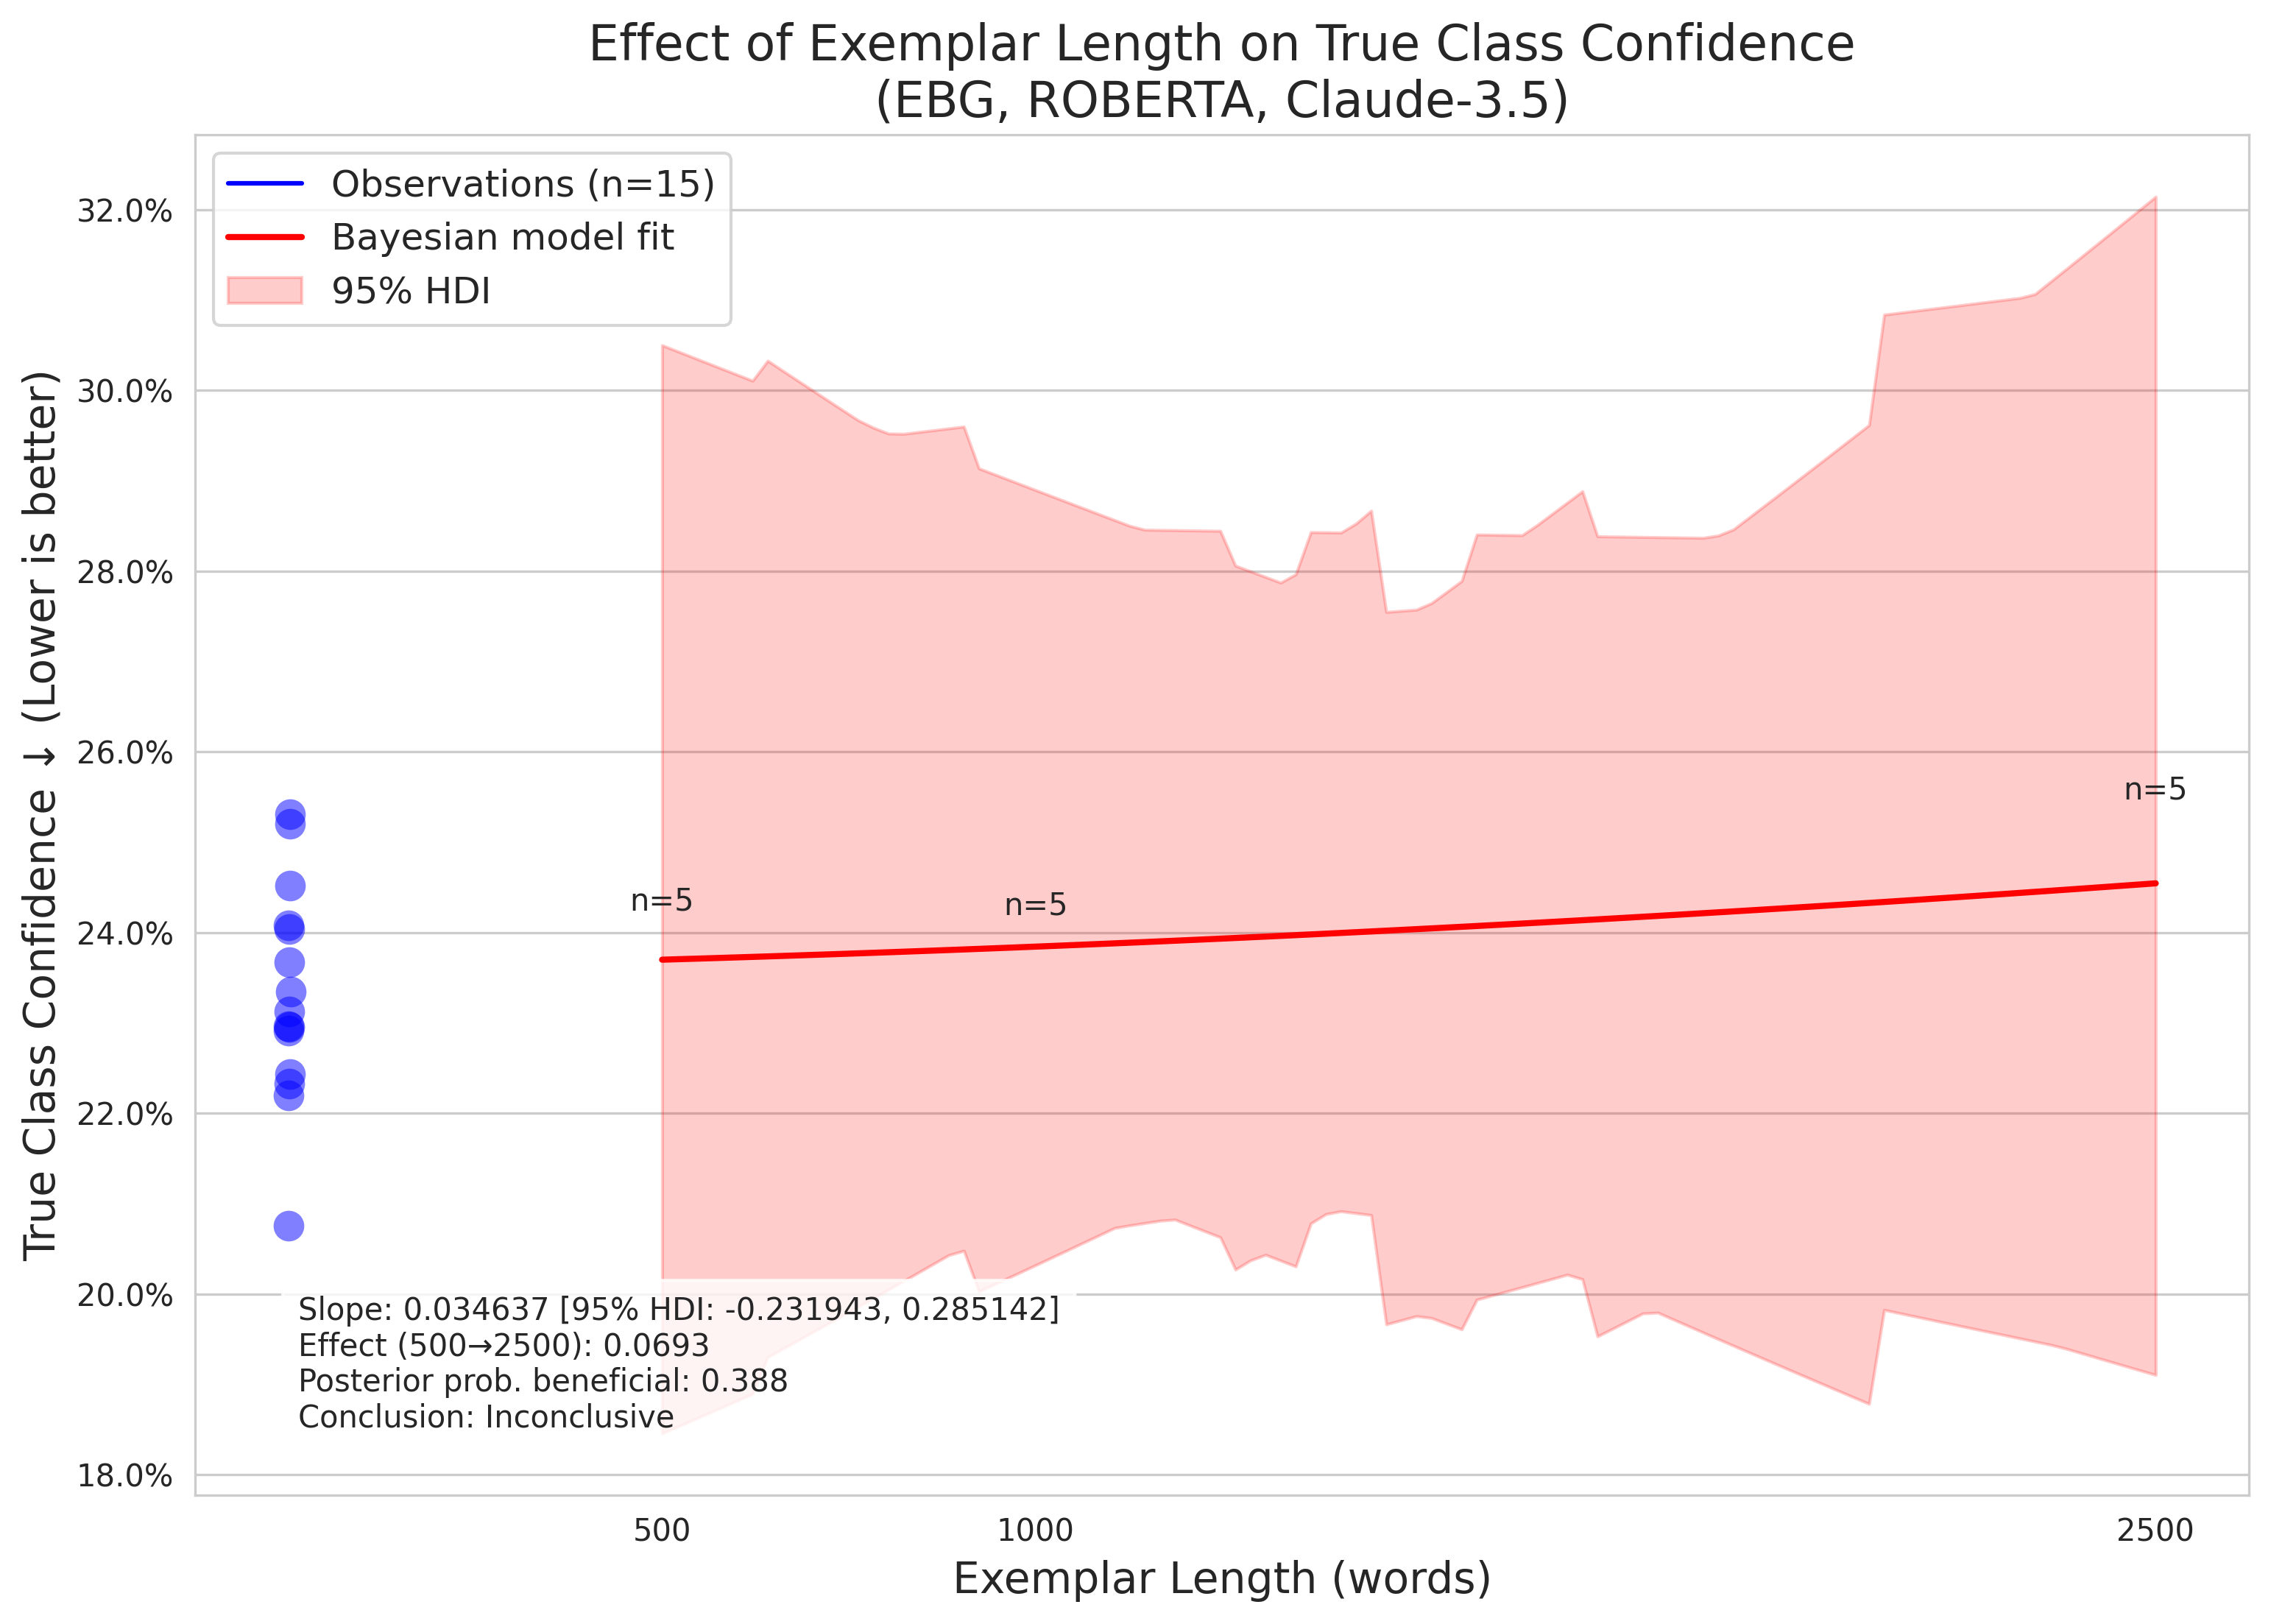 Effect of Exemplar Length on True Class Confidence
(EBG, ROBERTA, Claude-3.5)
Observations (n=15)
Bayesian model fit
95% HDI
True Class Confidence ↓ (Lower is better)
32.0%
30.0%
28.0%
26.0%
24.0%
22.0%
20.0%
18.0%
n=5
n=5
n=5
Slope: 0.034637 [95% HDI: -0.231943, 0.285142]
Effect (500→2500): 0.0693
Posterior prob. beneficial: 0.388
Conclusion: Inconclusive
500
1000
2500
Exemplar Length (words)